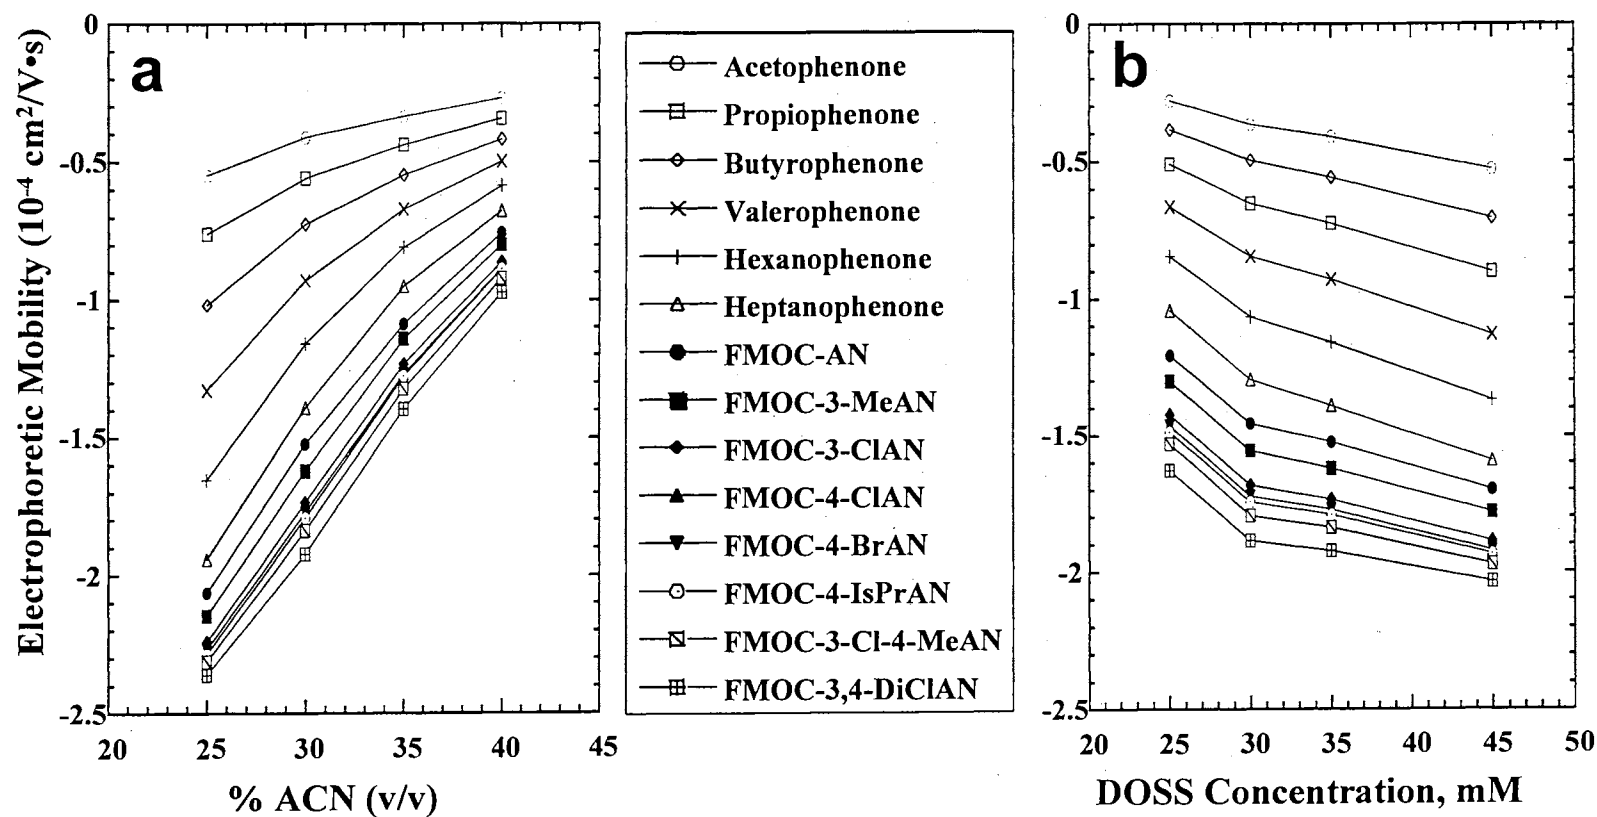 a
Electrophoretic Mobility (10⁻⁴ cm²/V•s)
0
-0.5
-1
-1.5
-2
-2.5
20 25 30 35 40 45
% ACN (v/v)
Acetophenone
Propiophenone
Butyrophenone
Valerophenone
Hexanophenone
Heptanophenone
FMOC-AN
FMOC-3-MeAN
FMOC-3-ClAN
FMOC-4-ClAN
FMOC-4-BrAN
FMOC-4-IsPrAN
FMOC-3-Cl-4-MeAN
FMOC-3,4-DiClAN
b
0
-0.5
-1
-1.5
-2
-2.5
20 25 30 35 40 45 50
DOSS Concentration, mM